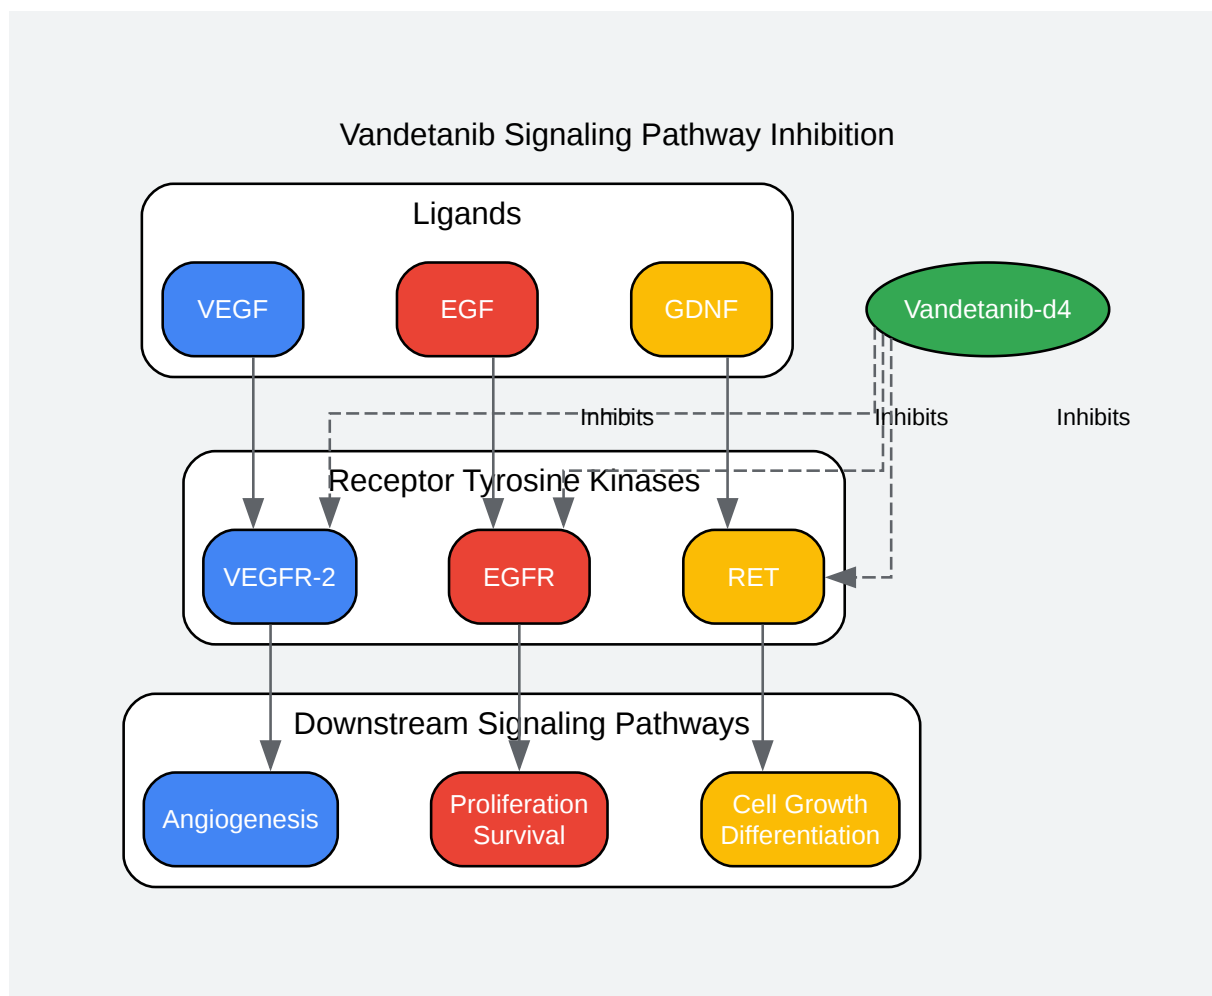 Vandetanib Signaling Pathway Inhibition
Ligands
VEGF
EGF
GDNF
Vandetanib-d4
Inhibits
Inhibits
Inhibits
Receptor Tyrosine Kinases
VEGFR-2
EGFR
RET
Downstream Signaling Pathways
Angiogenesis
Proliferation
Survival
Cell Growth
Differentiation